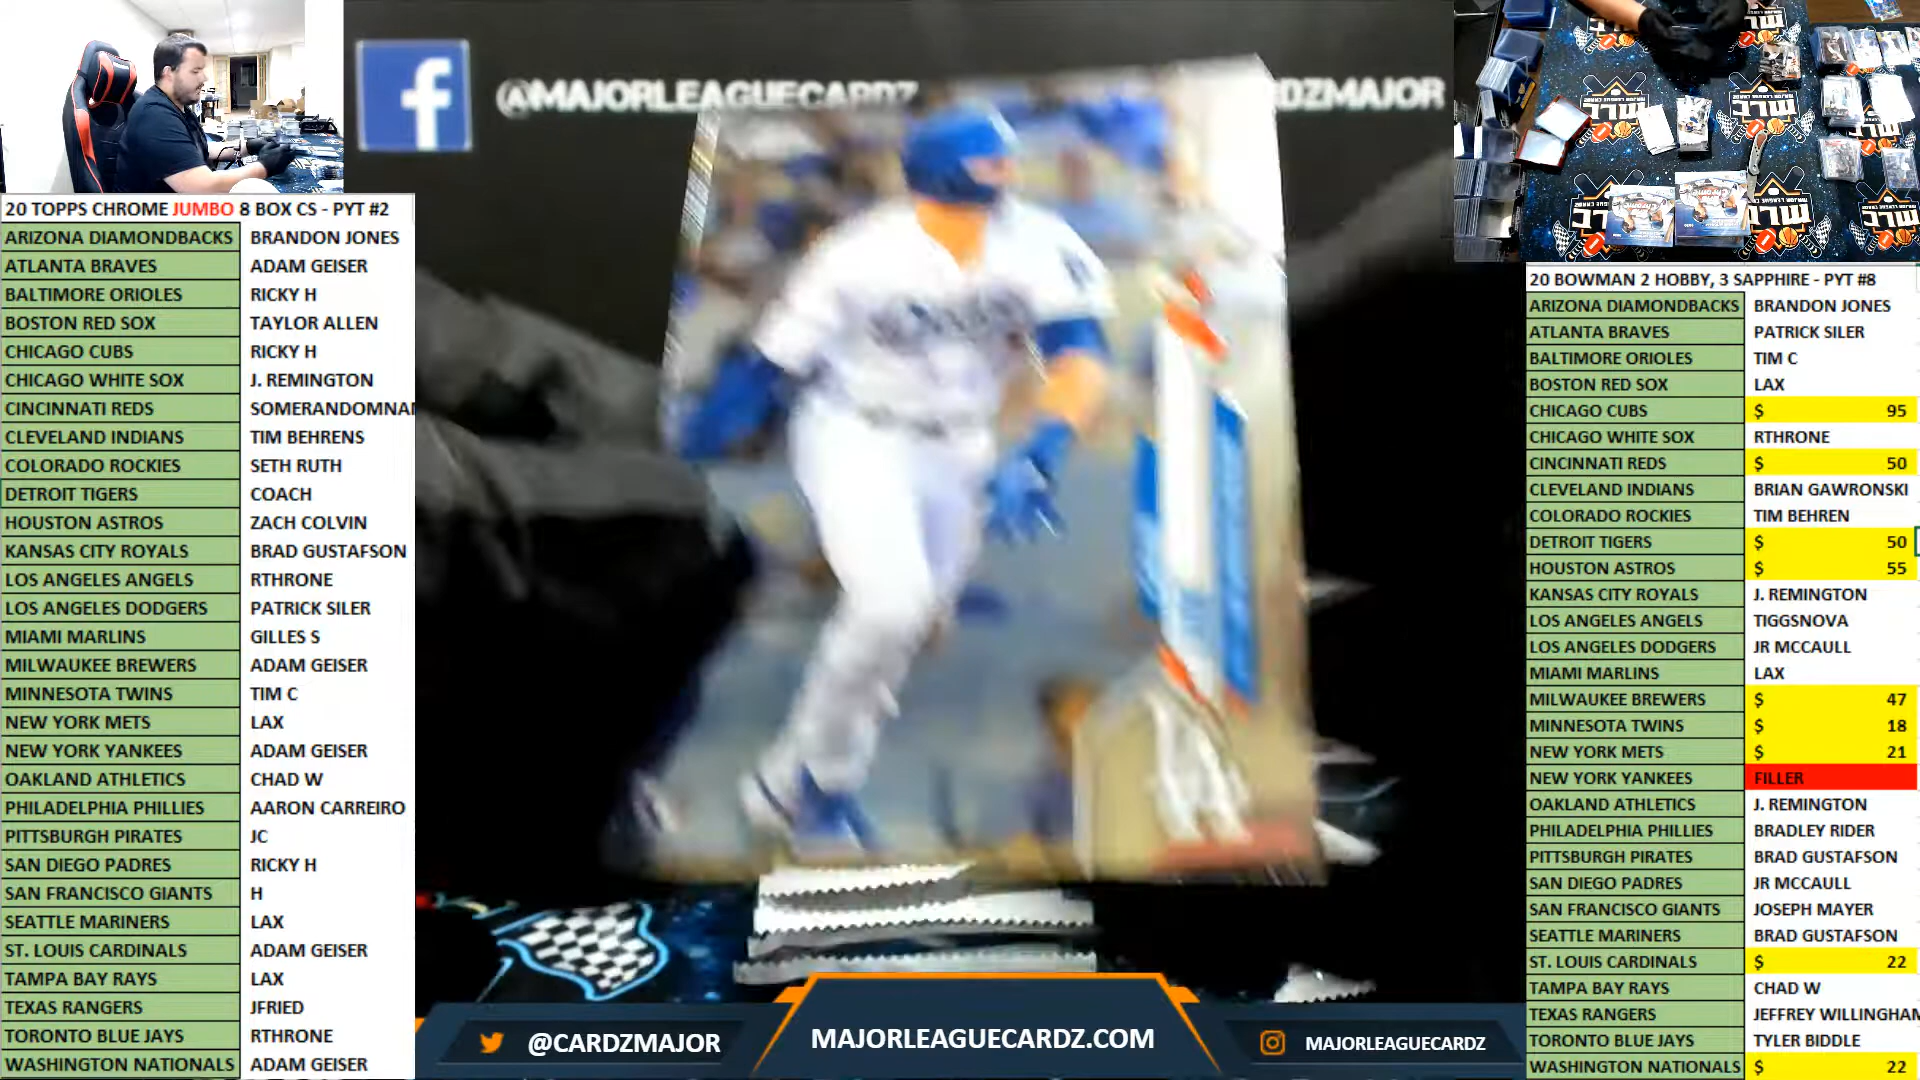 @MAJORLEAGUECARDZ
DZMAJOR
20 TOPPS CHROME JUMBO 8 BOX CS - PYT #2
ARIZONA DIAMONDBACKS BRANDON JONES
ATLANTA BRAVES ADAM GEISER
BALTIMORE ORIOLES RICKY H
BOSTON RED SOX TAYLOR ALLEN
CHICAGO CUBS RICKY H
CHICAGO WHITE SOX J. REMINGTON
CINCINNATI REDS SOMERANDOMNA
CLEVELAND INDIANS TIM BEHRENS
COLORADO ROCKIES SETH RUTH
DETROIT TIGERS COACH
HOUSTON ASTROS ZACH COLVIN
KANSAS CITY ROYALS BRAD GUSTAFSON
LOS ANGELES ANGELS RTHRONE
LOS ANGELES DODGERS PATRICK SILER
MIAMI MARLINS GILLES S
MILWAUKEE BREWERS ADAM GEISER
MINNESOTA TWINS TIM C
NEW YORK METS LAX
NEW YORK YANKEES ADAM GEISER
OAKLAND ATHLETICS CHAD W
PHILADELPHIA PHILLIES AARON CARREIRO
PITTSBURGH PIRATES JC
SAN DIEGO PADRES RICKY H
SAN FRANCISCO GIANTS H
SEATTLE MARINERS LAX
ST. LOUIS CARDINALS ADAM GEISER
TAMPA BAY RAYS LAX
TEXAS RANGERS JFRIED
TORONTO BLUE JAYS RTHRONE
WASHINGTON NATIONALS ADAM GEISER
20 BOWMAN 2 HOBBY, 3 SAPPHIRE - PYT #8
ARIZONA DIAMONDBACKS BRANDON JONES
ATLANTA BRAVES PATRICK SILER
BALTIMORE ORIOLES TIM C
BOSTON RED SOX LAX
CHICAGO CUBS $ 95
CHICAGO WHITE SOX RTHRONE
CINCINNATI REDS $ 50
CLEVELAND INDIANS BRIAN GAWRONSKI
COLORADO ROCKIES TIM BEHREN
DETROIT TIGERS $ 50
HOUSTON ASTROS $ 55
KANSAS CITY ROYALS J. REMINGTON
LOS ANGELES ANGELS TIGGSNOVA
LOS ANGELES DODGERS JR MCCAULL
MIAMI MARLINS LAX
MILWAUKEE BREWERS $ 47
MINNESOTA TWINS $ 18
NEW YORK METS $ 21
NEW YORK YANKEES FILLER
OAKLAND ATHLETICS J. REMINGTON
PHILADELPHIA PHILLIES BRADLEY RIDER
PITTSBURGH PIRATES BRAD GUSTAFSON
SAN DIEGO PADRES JR MCCAULL
SAN FRANCISCO GIANTS JOSEPH MAYER
SEATTLE MARINERS BRAD GUSTAFSON
ST. LOUIS CARDINALS $ 22
TAMPA BAY RAYS CHAD W
TEXAS RANGERS JEFFREY WILLINGHAM
TORONTO BLUE JAYS TYLER BIDDLE
WASHINGTON NATIONALS $ 22
@CARDZMAJOR
MAJORLEAGUECARDZ.COM
MAJORLEAGUECARDZ